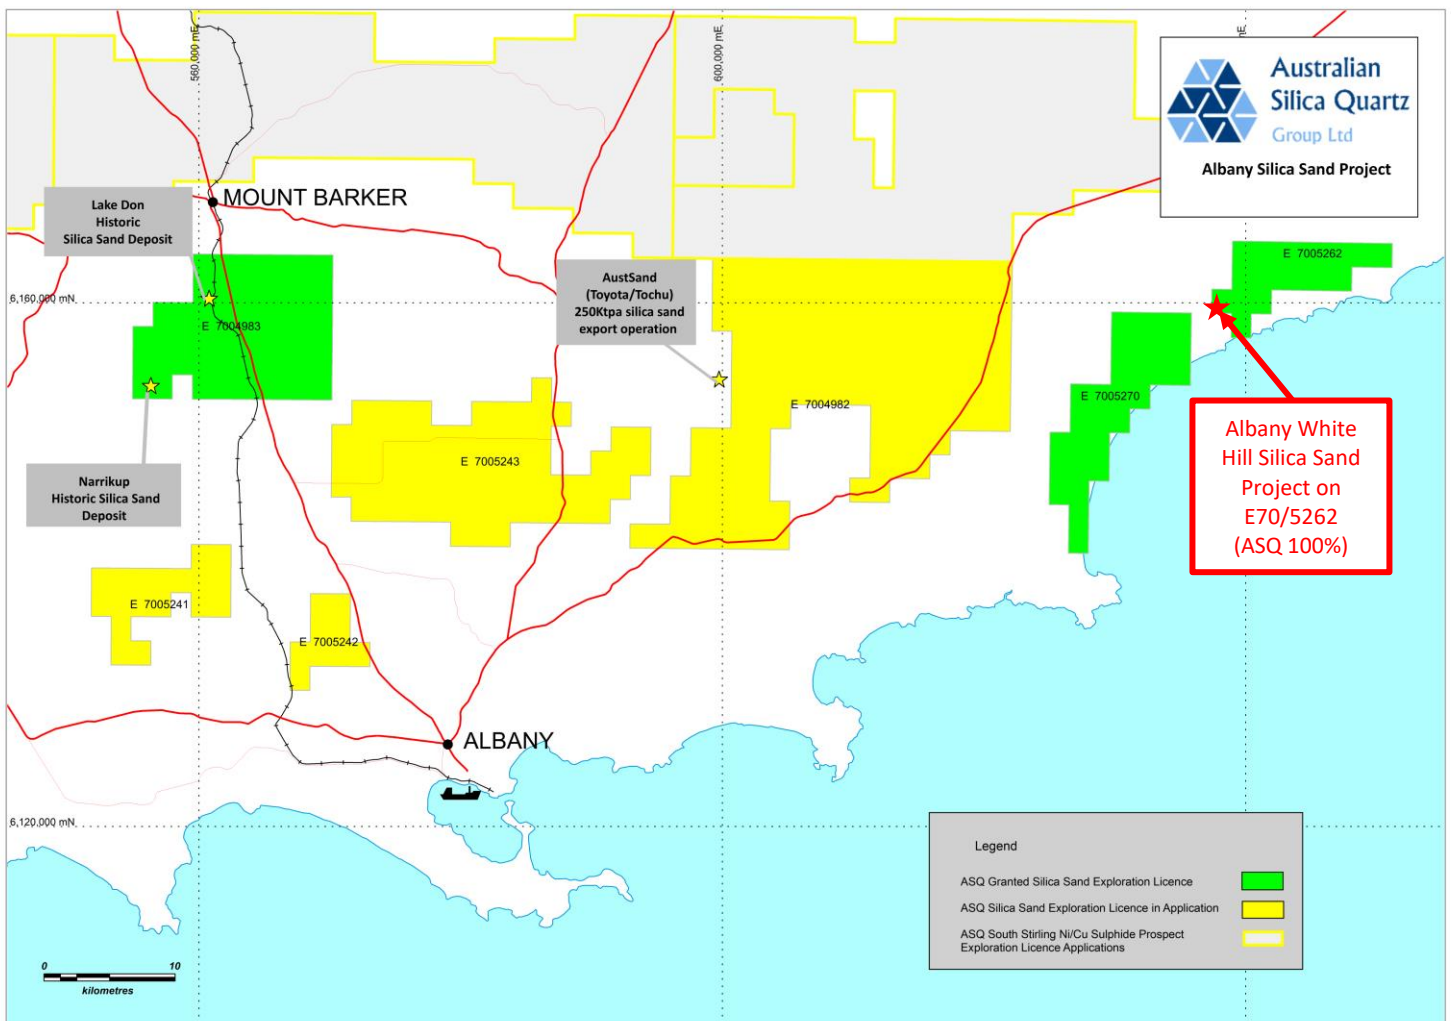 560,000 mE
600,000 mE
mE
Australian
Silica Quartz
Group Ltd
Albany Silica Sand Project
Lake Don
Historic
Silica Sand Deposit
MOUNT BARKER
AustSand
(Toyota/Tochu)
250Ktpa silica sand
export operation
E 7005262
6,160,000 mN
E 7004983
E 7005270
E 7004982
Albany White
Hill Silica Sand
Project on
E70/5262
(ASQ 100%)
E 7005243
Narrikup
Historic Silica Sand
Deposit
E 7005241
E 7005242
ALBANY
6,120,000 mN
Legend
ASQ Granted Silica Sand Exploration Licence
ASQ Silica Sand Exploration Licence in Application
ASQ South Stirling Ni/Cu Sulphide Prospect
Exploration Licence Applications
0 10
kilometres